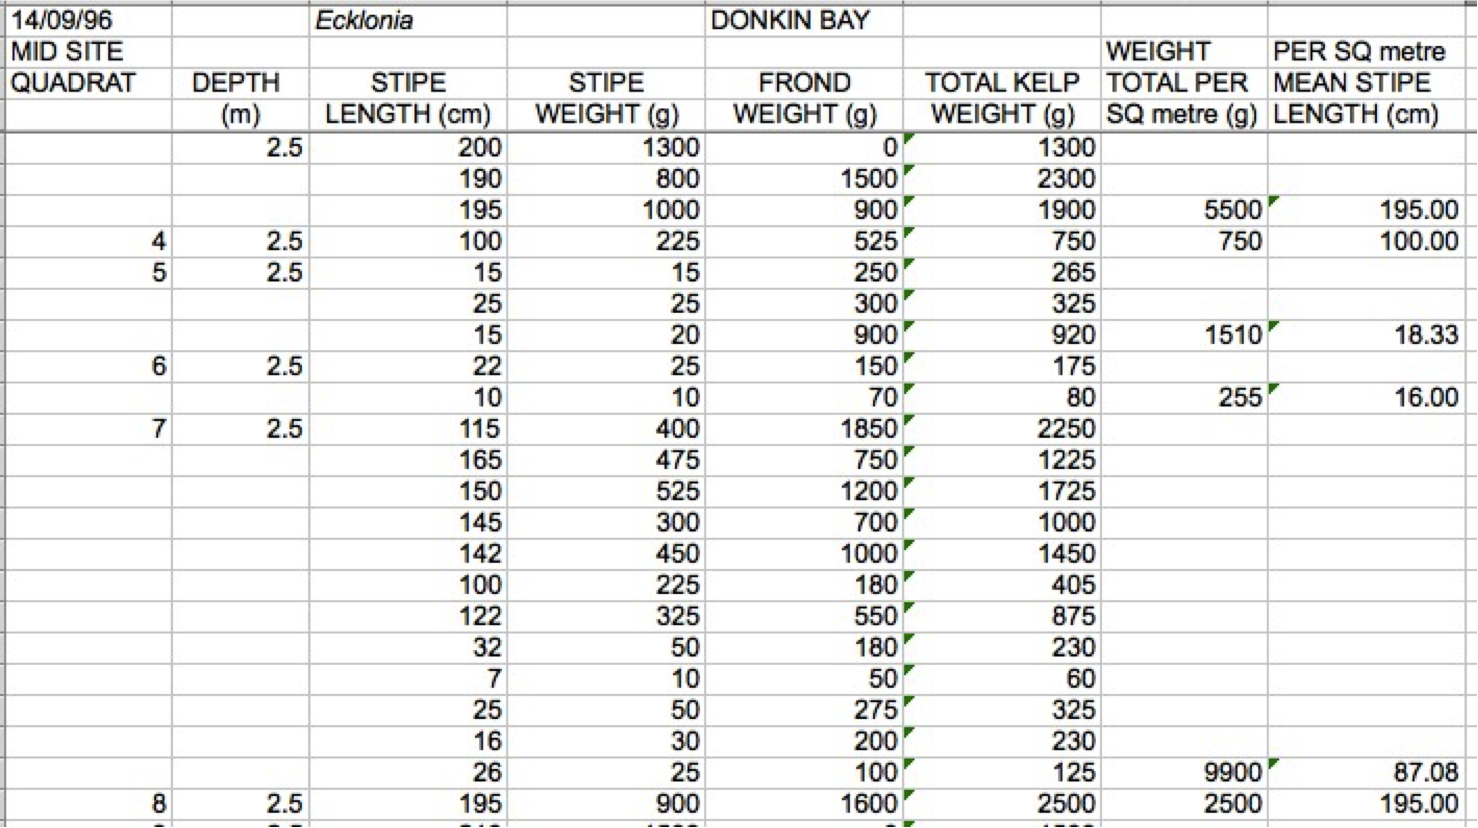 14/09/96 Ecklonia DONKIN BAY
MID SITE WEIGHT PER SQ metre
QUADRAT DEPTH STIPE STIPE FROND TOTAL KELP TOTAL PER MEAN STIPE
(m) LENGTH (cm) WEIGHT (g) WEIGHT (g) WEIGHT (g) SQ metre (g) LENGTH (cm)
2.5 200 1300 0 1300
190 800 1500 2300
195 1000 900 1900 5500 195.00
4 2.5 100 225 525 750 750 100.00
5 2.5 15 15 250 265
25 25 300 325
15 20 900 920 1510 18.33
6 2.5 22 25 150 175
10 10 70 80 255 16.00
7 2.5 115 400 1850 2250
165 475 750 1225
150 525 1200 1725
145 300 700 1000
142 450 1000 1450
100 225 180 405
122 325 550 875
32 50 180 230
7 10 50 60
25 50 275 325
16 30 200 230
26 25 100 125 9900 87.08
8 2.5 195 900 1600 2500 2500 195.00